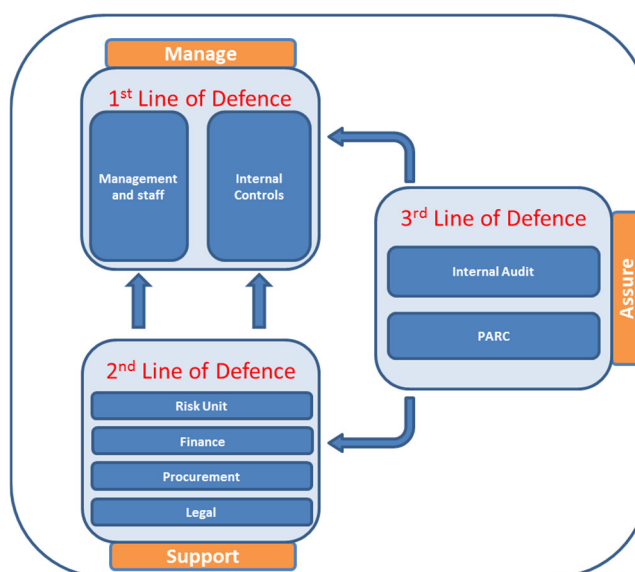 Manage
1st Line of Defence
Management
and staff
Internal
Controls
3rd Line of Defence
Internal Audit
PARC
Assure
2nd Line of Defence
Risk Unit
Finance
Procurement
Legal
Support